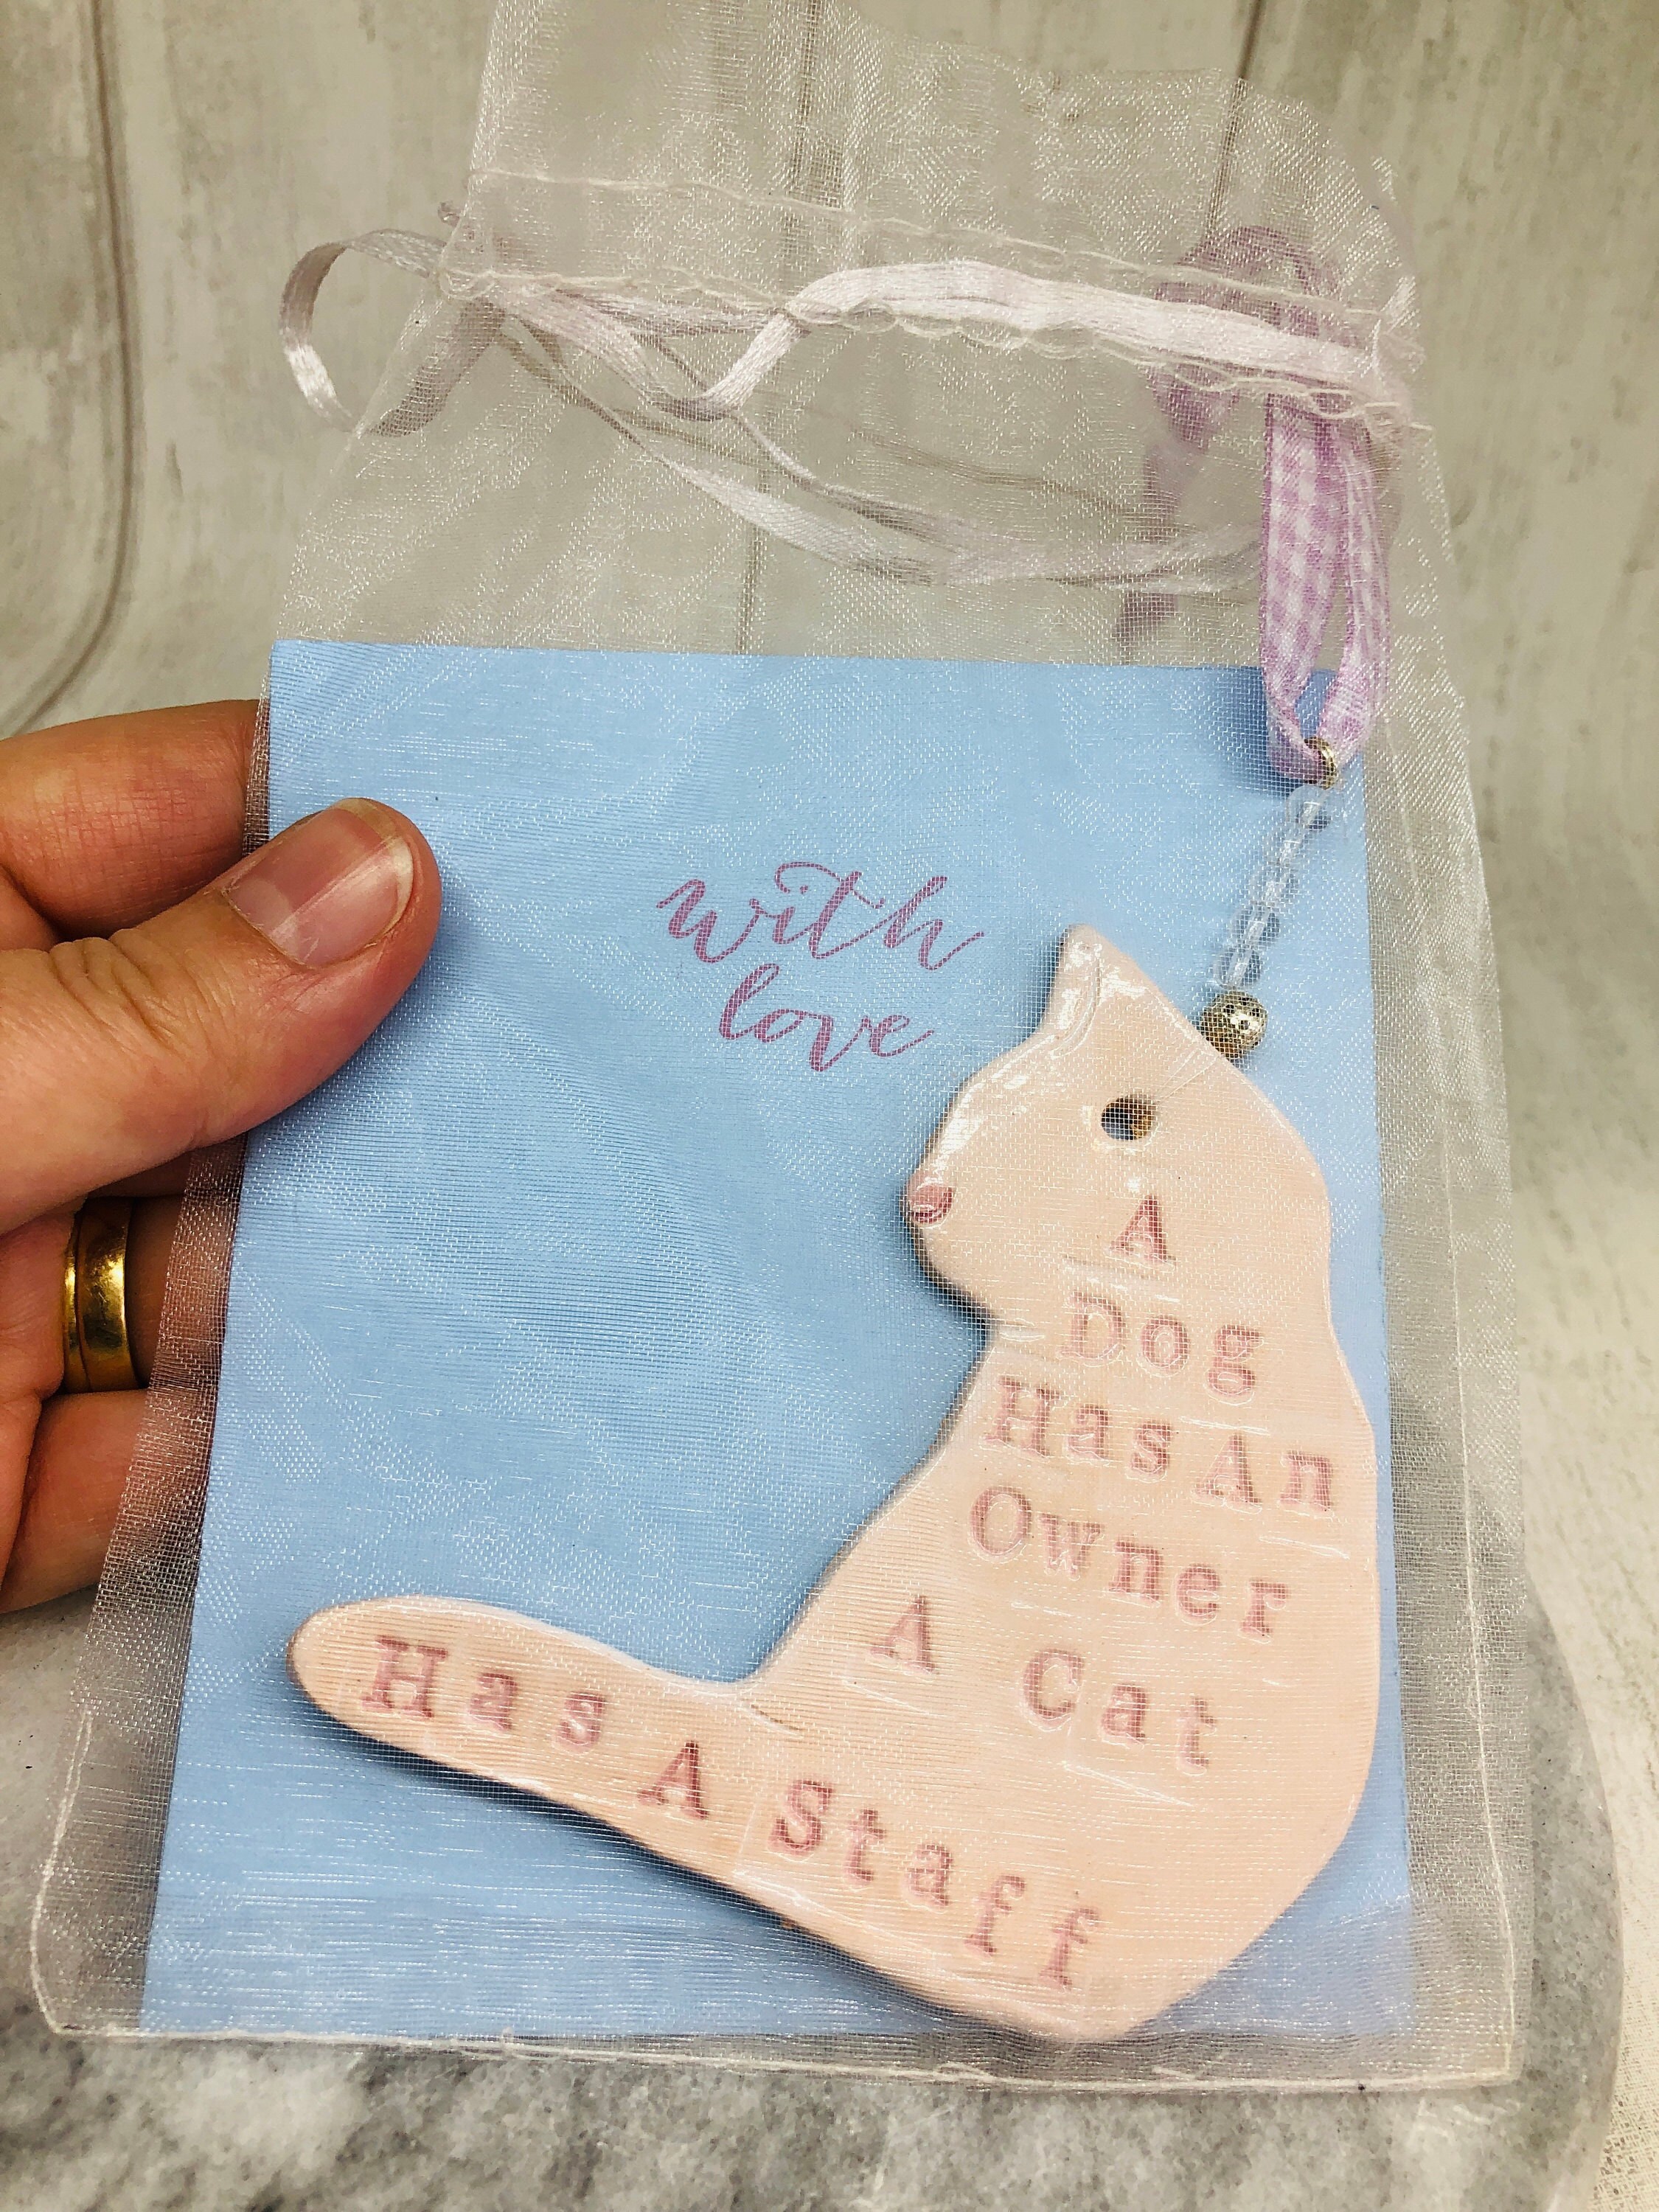 with
love
A
Dog
Has An
Owner
A Cat
Has A Staff